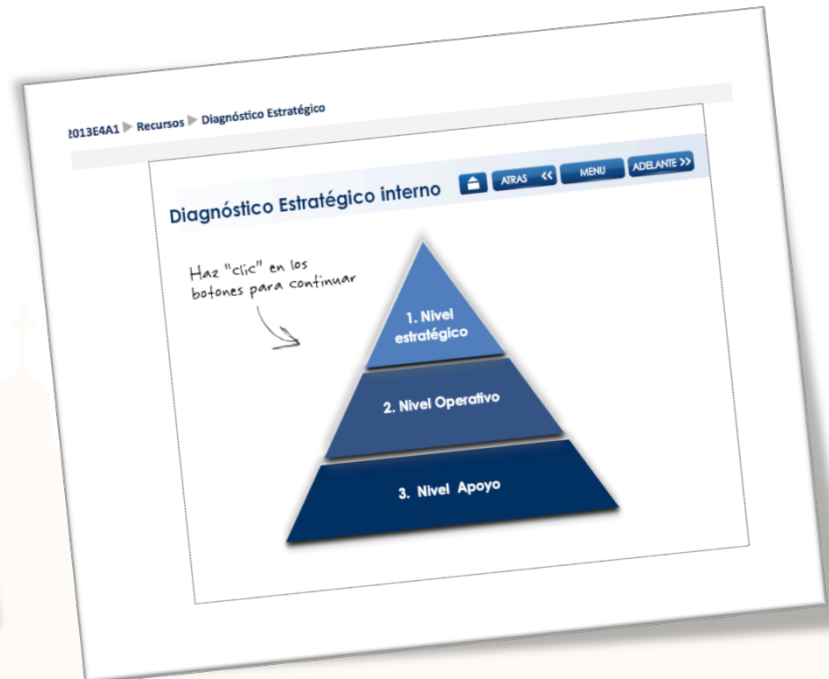 2013E4A1 Recursos Diagnóstico Estratégico
Diagnóstico Estratégico interno
ATRAS <<
MENU
ADELANTE >>
Haz "clic" en los
botones para continuar
1. Nivel
estratégico
2. Nivel Operativo
3. Nivel Apoyo